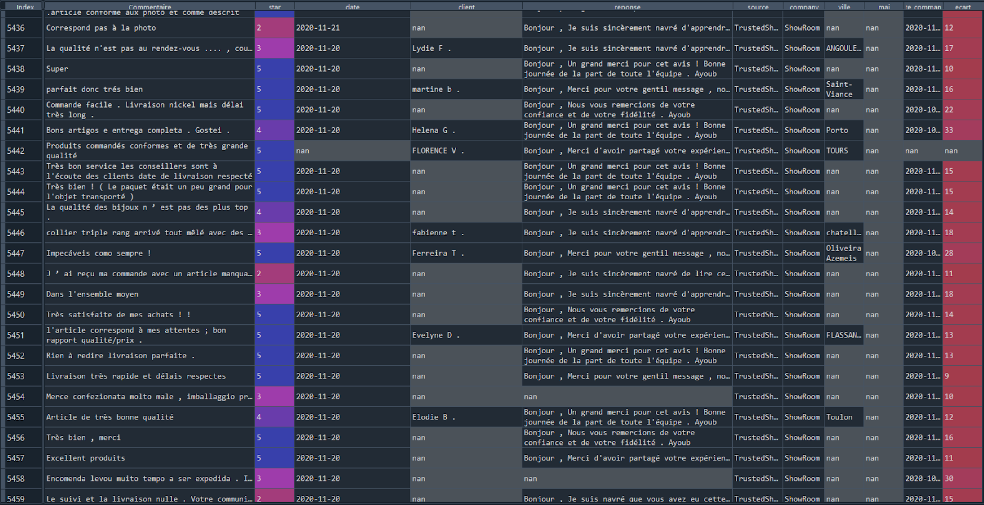 Index Commentaire star date client reponse source company ville maj te comman ecart
.article conforme aux photo et comme décrit
5436 Correspond pas à la photo 2 2020-11-21 nan Bonjour , Je suis sincèrement navré d'apprendr… TrustedSh… ShowRoom nan nan 2020-11… 12
5437 La qualité n'est pas au rendez-vous .... , cou… 3 2020-11-20 Lydie F . Bonjour , Je suis sincèrement navré d'apprendr… TrustedSh… ShowRoom ANGOULE… nan 2020-11… 17
5438 Super 5 2020-11-20 nan Bonjour , Un grand merci pour cet avis ! Bonne
journée de la part de toute l'équipe . Ayoub TrustedSh… ShowRoom nan nan 2020-11… 10
5439 parfait donc trés bien 5 2020-11-20 martine b . Bonjour , Merci pour votre gentil message , no… TrustedSh… ShowRoom Saint-
Viance nan 2020-11… 16
5440 Commande facile . Livraison nickel mais délai
très long . 5 2020-11-20 nan Bonjour , Nous vous remercions de votre
confiance et de votre fidélité . Ayoub TrustedSh… ShowRoom nan nan 2020-10… 22
5441 Bons artigos e entrega completa . Gostei . 4 2020-11-20 Helena G . Bonjour , Un grand merci pour cet avis ! Bonne
journée de la part de toute l'équipe . Ayoub TrustedSh… ShowRoom Porto nan 2020-10… 33
5442 Produits commandés conformes et de très grande
qualité 5 nan FLORENCE V . Bonjour , Merci d'avoir partagé votre expérien… TrustedSh… ShowRoom TOURS nan nan nan
5443 Très bon service les conseillers sont à
l'écoute des clients date de livraison respecté 5 2020-11-20 nan Bonjour , Un grand merci pour cet avis ! Bonne
journée de la part de toute l'équipe . Ayoub TrustedSh… ShowRoom nan nan 2020-11… 15
5444 Très bien ! ( Le paquet était un peu grand pour
l'objet transporté ) 5 2020-11-20 nan Bonjour , Un grand merci pour cet avis ! Bonne
journée de la part de toute l'équipe . Ayoub TrustedSh… ShowRoom nan nan 2020-11… 15
5445 La qualité des bijoux n ’ est pas des plus top
. 4 2020-11-20 nan Bonjour , Je suis sincèrement navré d'apprendr… TrustedSh… ShowRoom nan nan 2020-11… 14
5446 collier triple rang arrivé tout mêlé avec des … 3 2020-11-20 fabienne t . Bonjour , Je suis sincèrement navré d'apprendr… TrustedSh… ShowRoom chatell… nan 2020-11… 18
5447 Impecáveis como sempre ! 5 2020-11-20 Ferreira T . Bonjour , Merci pour votre gentil message , no… TrustedSh… ShowRoom Oliveira
Azemeis nan 2020-10… 28
5448 J ’ ai reçu ma commande avec un article manqua… 2 2020-11-20 nan Bonjour , Je suis sincèrement navré de lire ce… TrustedSh… ShowRoom nan nan 2020-11… 11
5449 Dans l'ensemble moyen 3 2020-11-20 nan Bonjour , Je suis sincèrement navré d'apprendr… TrustedSh… ShowRoom nan nan 2020-11… 18
5450 Très satisfaite de mes achats ! ! 5 2020-11-20 nan Bonjour , Nous vous remercions de votre
confiance et de votre fidélité . Ayoub TrustedSh… ShowRoom nan nan 2020-11… 14
5451 l'article correspond à mes attentes ; bon
rapport qualité/prix . 5 2020-11-20 Evelyne D . Bonjour , Merci d'avoir partagé votre expérien… TrustedSh… ShowRoom FLASSAN… nan 2020-11… 13
5452 Rien à redire livraison parfaite . 5 2020-11-20 nan Bonjour , Un grand merci pour cet avis ! Bonne
journée de la part de toute l'équipe . Ayoub TrustedSh… ShowRoom nan nan 2020-11… 13
5453 Livraison très rapide et délais respectes 5 2020-11-20 nan Bonjour , Merci pour votre gentil message , no… TrustedSh… ShowRoom nan nan 2020-11… 9
5454 Merce confezionata molto male , imballaggio pr… 3 2020-11-20 nan nan TrustedSh… ShowRoom nan nan 2020-11… 10
5455 Article de très bonne qualité 4 2020-11-20 Elodie B . Bonjour , Un grand merci pour cet avis ! Bonne
journée de la part de toute l'équipe . Ayoub TrustedSh… ShowRoom Toulon nan 2020-11… 12
5456 Très bien , merci 5 2020-11-20 nan Bonjour , Nous vous remercions de votre
confiance et de votre fidélité . Ayoub TrustedSh… ShowRoom nan nan 2020-11… 16
5457 Excellent produits 5 2020-11-20 nan Bonjour , Merci d'avoir partagé votre expérien… TrustedSh… ShowRoom nan nan 2020-11… 11
5458 Encomenda levou muito tempo a ser expedida . I… 3 2020-11-20 nan nan TrustedSh… ShowRoom nan nan 2020-10… 30
5459 Le suivi et la livraison nulle . Votre communi… 2 2020-11-20 nan Bonjour , Je suis navré que vous avez eu cette… TrustedSh… ShowRoom nan nan 2020-11… 15